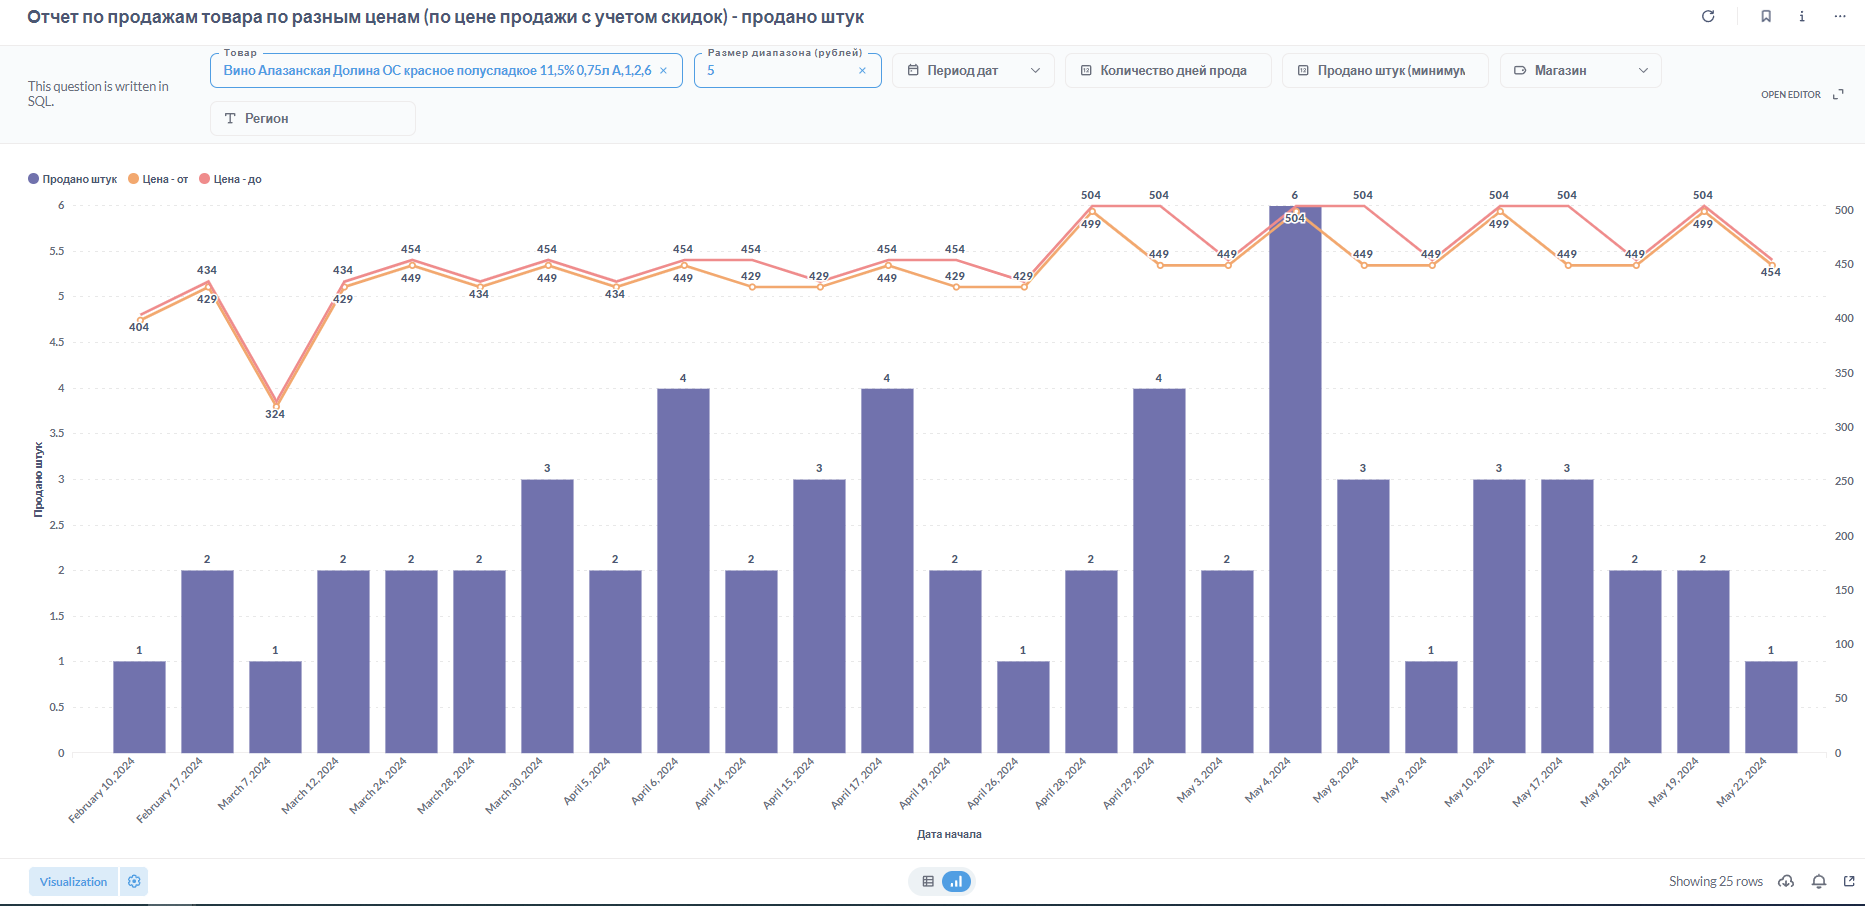 Отчет по продажам товара по разным ценам (по цене продажи с учетом скидок) - продано штук
This question is written in SQL.
Товар
Вино Алазанская Долина ОС красное полусладкое 11,5% 0,75л А,1,2,6 ×
Размер диапазона (рублей)
5 ×
Период дат
Количество дней прода
Продано штук (минимум
Магазин
Регион
OPEN EDITOR
Продано штук
Цена - от
Цена - до
6
5.5
5
4.5
4
3.5
3
2.5
2
1.5
1
0.5
0
Продано штук
500
450
400
350
300
250
200
150
100
50
0
504 504 6 504 504 504 504
499 449 449 504 449 449 499 449 449 499 454
434 434 454 454 454 454 454 454
404 429 324 429 449 434 449 434 449 429 429 449 429 429
1 2 1 2 2 2 3 2 4 2 3 4 2 1 2 4 2 3 1 3 3 2 2 1
February 10, 2024
February 17, 2024
March 7, 2024
March 12, 2024
March 24, 2024
March 28, 2024
March 30, 2024
April 5, 2024
April 6, 2024
April 14, 2024
April 15, 2024
April 17, 2024
April 19, 2024
April 26, 2024
April 28, 2024
April 29, 2024
May 3, 2024
May 4, 2024
May 8, 2024
May 9, 2024
May 10, 2024
May 17, 2024
May 18, 2024
May 19, 2024
May 22, 2024
Дата начала
Visualization
Showing 25 rows